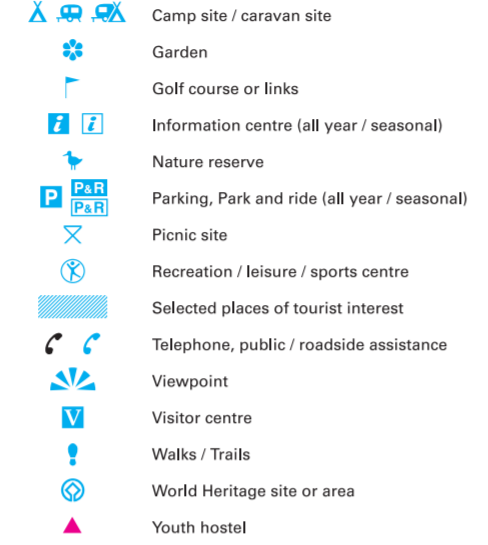 Camp site / caravan site
Garden
Golf course or links
i i Information centre (all year / seasonal)
Nature reserve
P P&R P&R Parking, Park and ride (all year / seasonal)
Picnic site
Recreation / leisure / sports centre
Selected places of tourist interest
Telephone, public / roadside assistance
Viewpoint
V Visitor centre
Walks / Trails
World Heritage site or area
Youth hostel